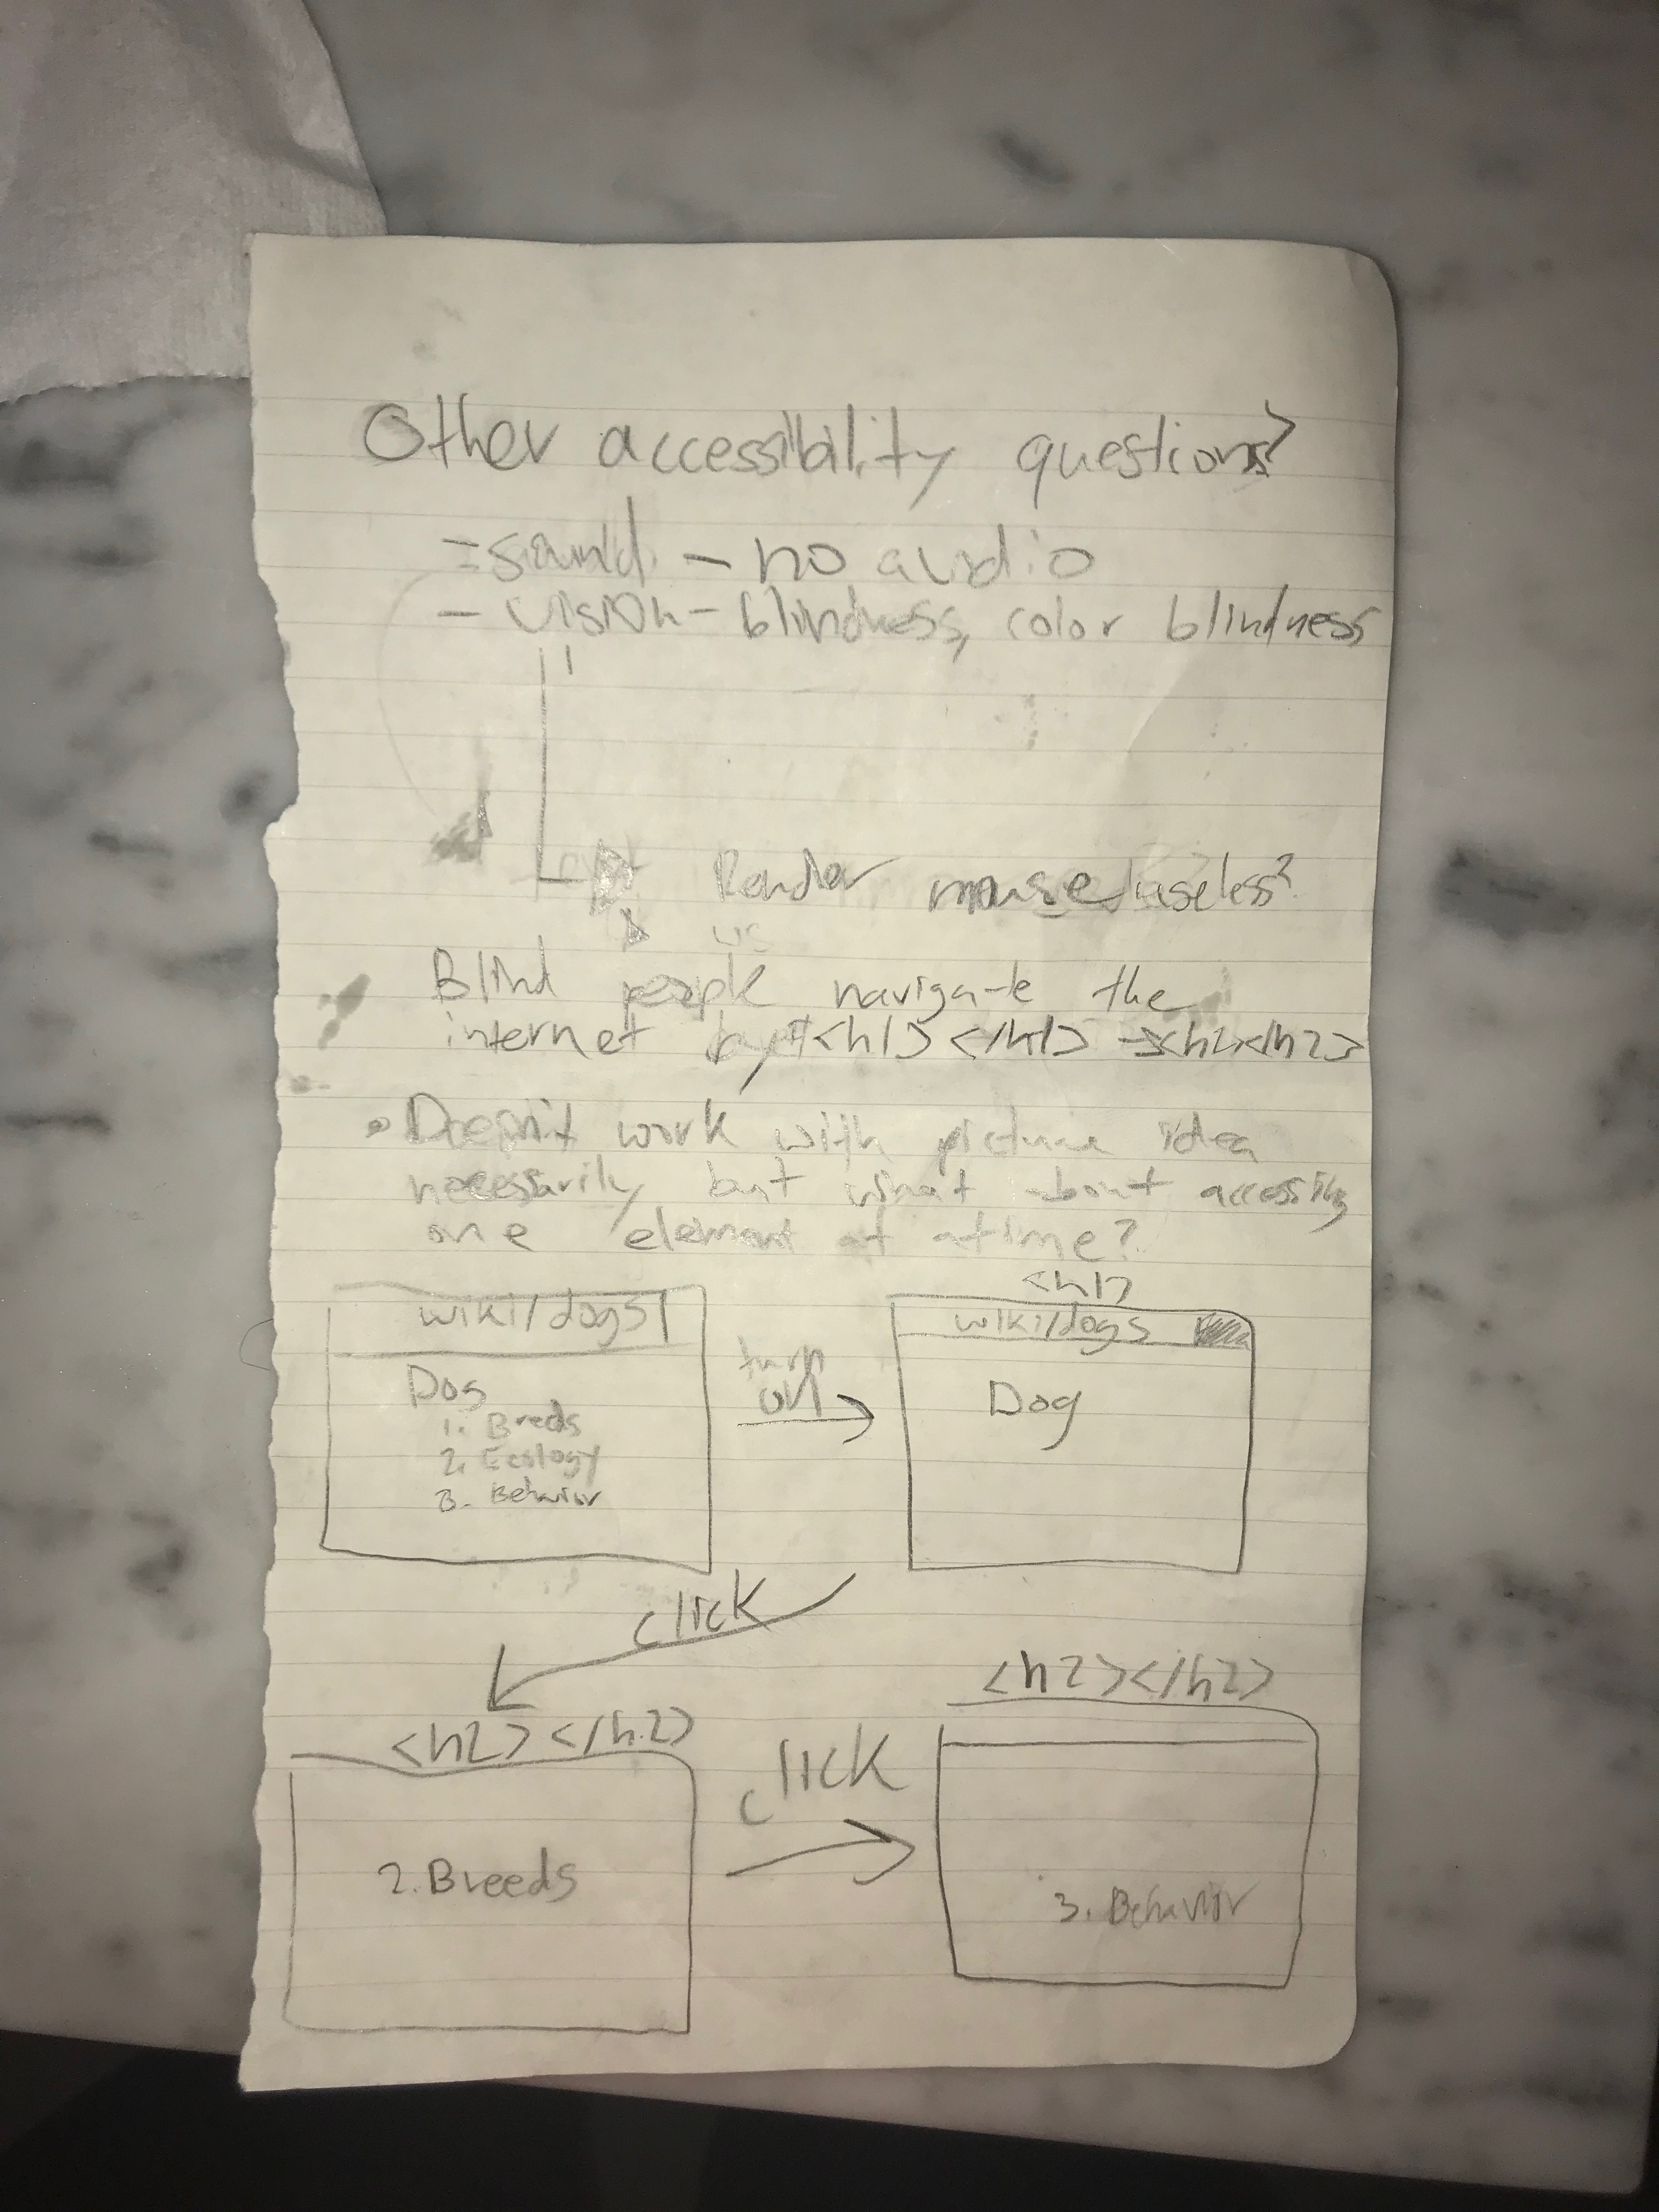 Other accessibility questions?
- sound - no audio
- vision - blindness, color blindness
Render mouse useless?
us
Blind people navigate the
internet by <h1></h1> → <h2></h2>
• Doesn't work with picture idea
necessarily but what about accessing
one element at a time?
<h1>
wiki/dogs
Dog
1. Breeds
2. Ecology
3. Behavior
turn
on
wiki/dogs
Dog
click
<h2></h2>
2. Breeds
click
<h2></h2>
3. Behavior